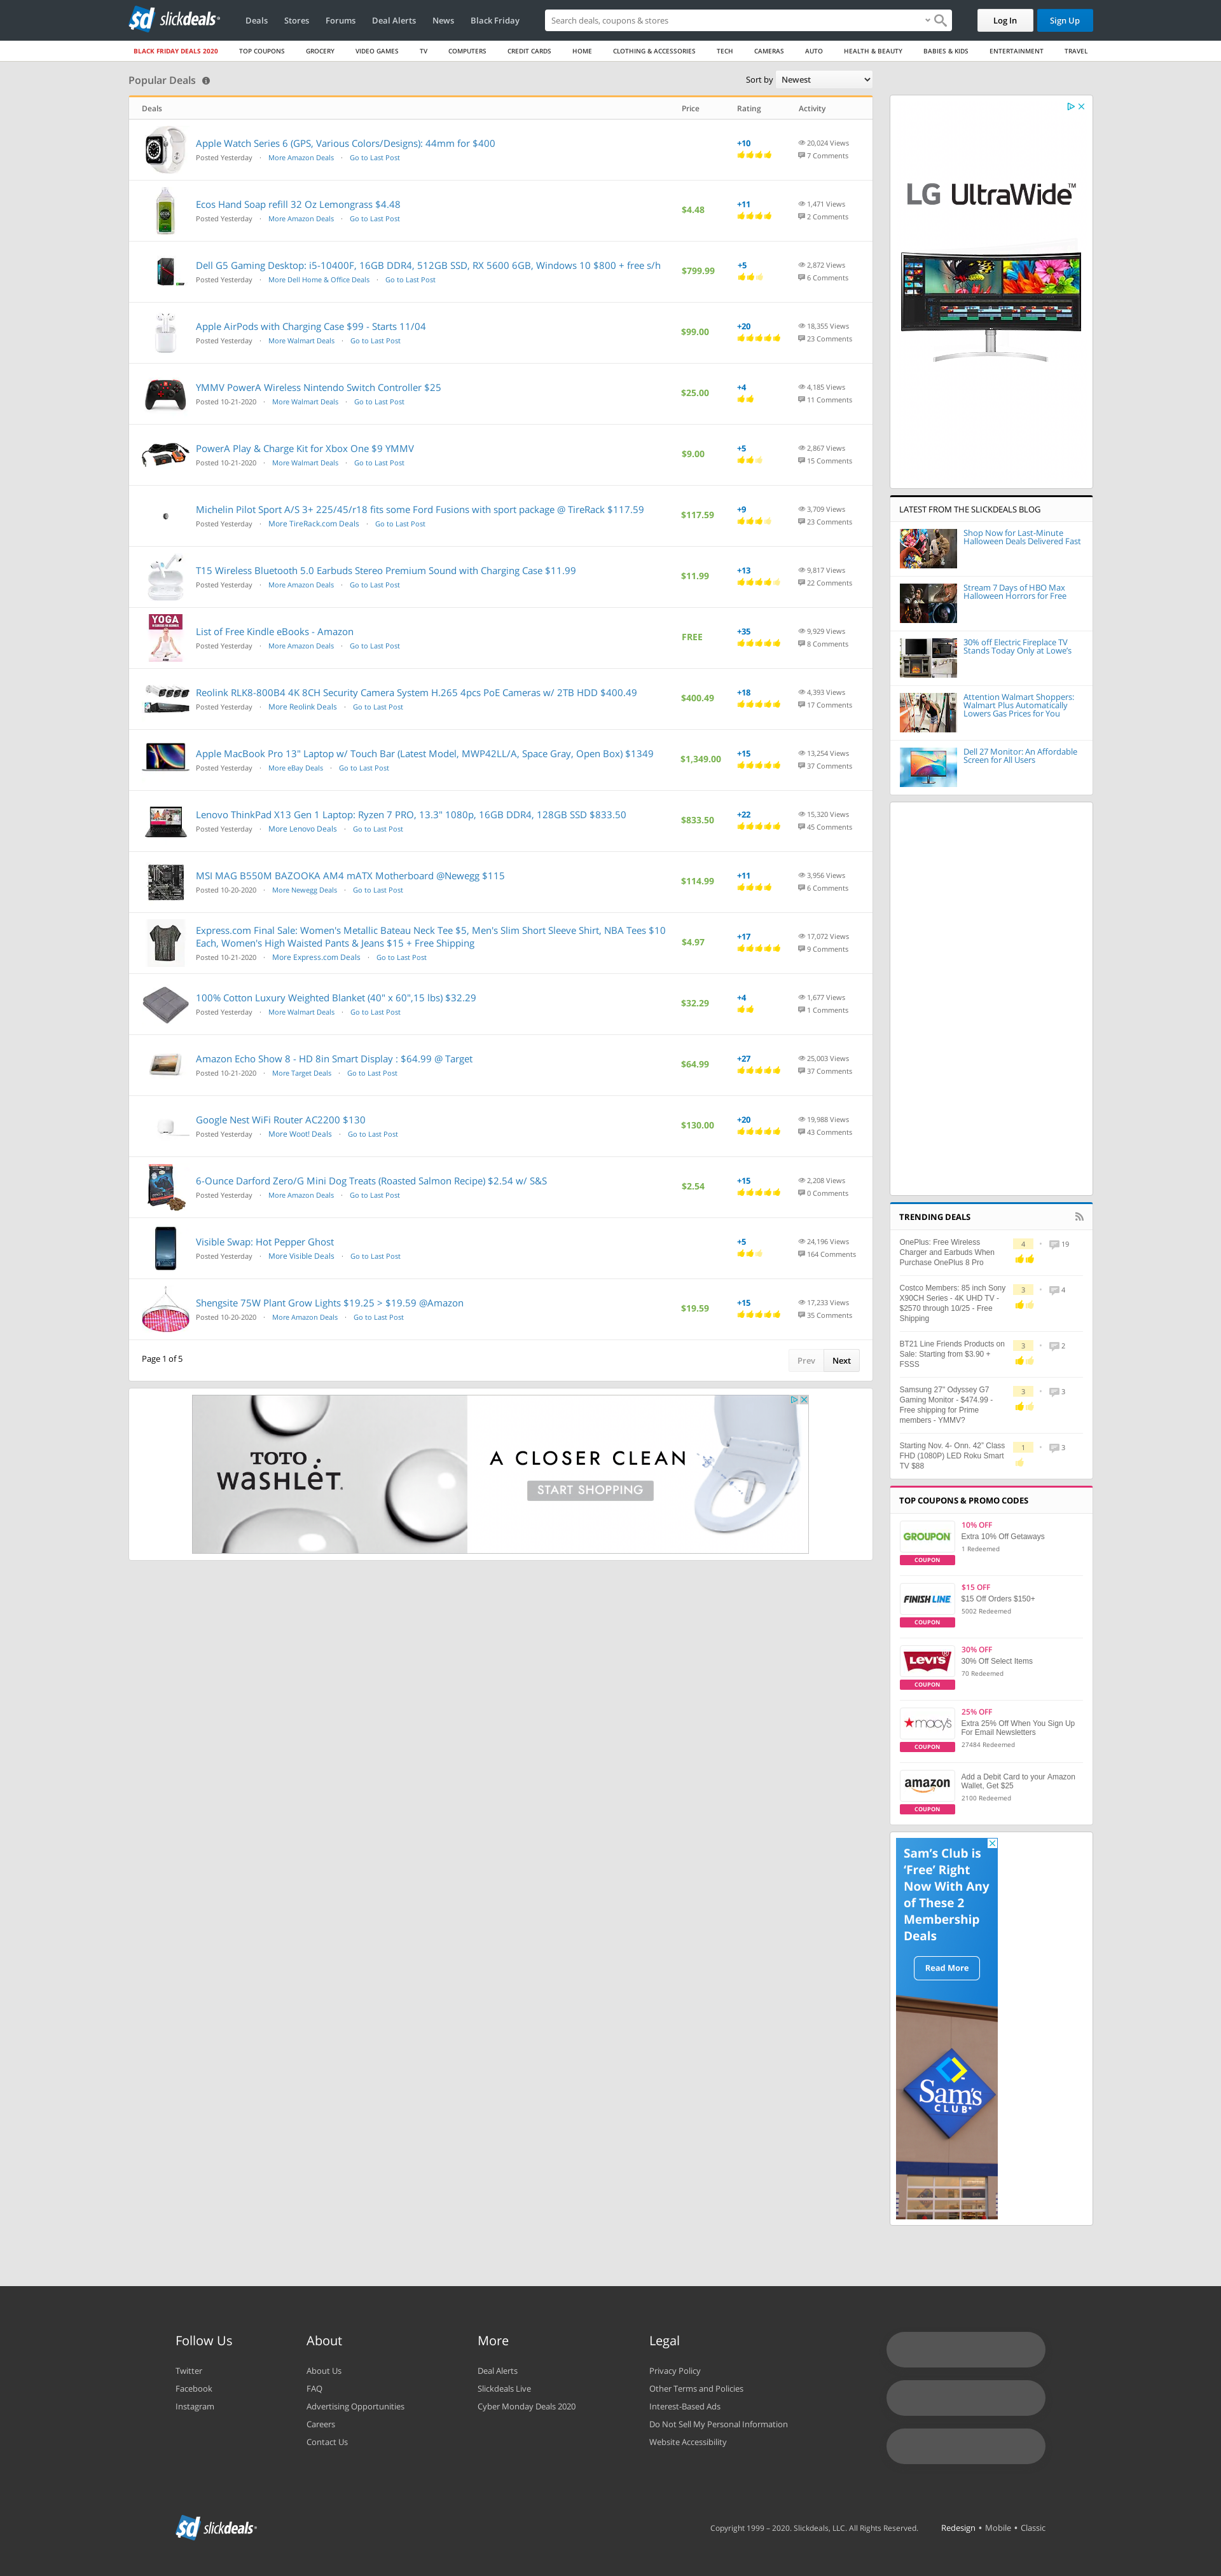 sd slickdeals
Deals Stores Forums Deal Alerts News Black Friday
Search deals, coupons & stores
Log In
Sign Up
BLACK FRIDAY DEALS 2020 TOP COUPONS GROCERY VIDEO GAMES TV COMPUTERS CREDIT CARDS HOME CLOTHING & ACCESSORIES TECH CAMERAS AUTO HEALTH & BEAUTY BABIES & KIDS ENTERTAINMENT TRAVEL
Popular Deals
Sort by Newest
Deals Price Rating Activity
Apple Watch Series 6 (GPS, Various Colors/Designs): 44mm for $400
Posted Yesterday · More Amazon Deals · Go to Last Post
+10
20,024 Views
7 Comments
Ecos Hand Soap refill 32 Oz Lemongrass $4.48
Posted Yesterday · More Amazon Deals · Go to Last Post
$4.48
+11
1,471 Views
2 Comments
Dell G5 Gaming Desktop: i5-10400F, 16GB DDR4, 512GB SSD, RX 5600 6GB, Windows 10 $800 + free s/h
Posted Yesterday · More Dell Home & Office Deals · Go to Last Post
$799.99
+5
2,872 Views
6 Comments
Apple AirPods with Charging Case $99 - Starts 11/04
Posted Yesterday · More Walmart Deals · Go to Last Post
$99.00
+20
18,355 Views
23 Comments
YMMV PowerA Wireless Nintendo Switch Controller $25
Posted 10-21-2020 · More Walmart Deals · Go to Last Post
$25.00
+4
4,185 Views
11 Comments
PowerA Play & Charge Kit for Xbox One $9 YMMV
Posted 10-21-2020 · More Walmart Deals · Go to Last Post
$9.00
+5
2,867 Views
15 Comments
Michelin Pilot Sport A/S 3+ 225/45/r18 fits some Ford Fusions with sport package @ TireRack $117.59
Posted Yesterday · More TireRack.com Deals · Go to Last Post
$117.59
+9
3,709 Views
23 Comments
T15 Wireless Bluetooth 5.0 Earbuds Stereo Premium Sound with Charging Case $11.99
Posted Yesterday · More Amazon Deals · Go to Last Post
$11.99
+13
9,817 Views
22 Comments
YOGA
List of Free Kindle eBooks - Amazon
Posted Yesterday · More Amazon Deals · Go to Last Post
FREE
+35
9,929 Views
8 Comments
Reolink RLK8-800B4 4K 8CH Security Camera System H.265 4pcs PoE Cameras w/ 2TB HDD $400.49
Posted Yesterday · More Reolink Deals · Go to Last Post
$400.49
+18
4,393 Views
17 Comments
Apple MacBook Pro 13" Laptop w/ Touch Bar (Latest Model, MWP42LL/A, Space Gray, Open Box) $1349
Posted Yesterday · More eBay Deals · Go to Last Post
$1,349.00
+15
13,254 Views
37 Comments
Lenovo ThinkPad X13 Gen 1 Laptop: Ryzen 7 PRO, 13.3" 1080p, 16GB DDR4, 128GB SSD $833.50
Posted Yesterday · More Lenovo Deals · Go to Last Post
$833.50
+22
15,320 Views
45 Comments
MSI MAG B550M BAZOOKA AM4 mATX Motherboard @Newegg $115
Posted 10-20-2020 · More Newegg Deals · Go to Last Post
$114.99
+11
3,956 Views
6 Comments
Express.com Final Sale: Women's Metallic Bateau Neck Tee $5, Men's Slim Short Sleeve Shirt, NBA Tees $10
Each, Women's High Waisted Pants & Jeans $15 + Free Shipping
Posted 10-21-2020 · More Express.com Deals · Go to Last Post
$4.97
+17
17,072 Views
9 Comments
100% Cotton Luxury Weighted Blanket (40" x 60",15 lbs) $32.29
Posted Yesterday · More Walmart Deals · Go to Last Post
$32.29
+4
1,677 Views
1 Comments
Amazon Echo Show 8 - HD 8in Smart Display : $64.99 @ Target
Posted 10-21-2020 · More Target Deals · Go to Last Post
$64.99
+27
25,003 Views
37 Comments
Google Nest WiFi Router AC2200 $130
Posted Yesterday · More Woot! Deals · Go to Last Post
$130.00
+20
19,988 Views
43 Comments
6-Ounce Darford Zero/G Mini Dog Treats (Roasted Salmon Recipe) $2.54 w/ S&S
Posted Yesterday · More Amazon Deals · Go to Last Post
$2.54
+15
2,208 Views
0 Comments
Visible Swap: Hot Pepper Ghost
Posted Yesterday · More Visible Deals · Go to Last Post
+5
24,196 Views
164 Comments
Shengsite 75W Plant Grow Lights $19.25 > $19.59 @Amazon
Posted 10-20-2020 · More Amazon Deals · Go to Last Post
$19.59
+15
17,233 Views
35 Comments
Page 1 of 5
Prev Next
TOTO
WASHLET.
A CLOSER CLEAN
START SHOPPING
LG UltraWide™
LATEST FROM THE SLICKDEALS BLOG
Shop Now for Last-Minute
Halloween Deals Delivered Fast
Stream 7 Days of HBO Max
Halloween Horrors for Free
30% off Electric Fireplace TV
Stands Today Only at Lowe's
Attention Walmart Shoppers:
Walmart Plus Automatically
Lowers Gas Prices for You
Dell 27 Monitor: An Affordable
Screen for All Users
TRENDING DEALS
OnePlus: Free Wireless
Charger and Earbuds When
Purchase OnePlus 8 Pro
4 • 19
Costco Members: 85 inch Sony
X90CH Series - 4K UHD TV -
$2570 through 10/25 - Free
Shipping
3 • 4
BT21 Line Friends Products on
Sale: Starting from $3.90 +
FSSS
3 • 2
Samsung 27" Odyssey G7
Gaming Monitor - $474.99 -
Free shipping for Prime
members - YMMV?
3 • 3
Starting Nov. 4- Onn. 42" Class
FHD (1080P) LED Roku Smart
TV $88
1 • 3
TOP COUPONS & PROMO CODES
GROUPON
COUPON
10% OFF
Extra 10% Off Getaways
1 Redeemed
FINISH LINE
COUPON
$15 OFF
$15 Off Orders $150+
5002 Redeemed
LEVI'S
COUPON
30% OFF
30% Off Select Items
70 Redeemed
macy's
COUPON
25% OFF
Extra 25% Off When You Sign Up
For Email Newsletters
27484 Redeemed
amazon
COUPON
Add a Debit Card to your Amazon
Wallet, Get $25
2100 Redeemed
Sam's Club is
'Free' Right
Now With Any
of These 2
Membership
Deals
Read More
Sam's
CLUB
Follow Us
Twitter
Facebook
Instagram
About
About Us
FAQ
Advertising Opportunities
Careers
Contact Us
More
Deal Alerts
Slickdeals Live
Cyber Monday Deals 2020
Legal
Privacy Policy
Other Terms and Policies
Interest-Based Ads
Do Not Sell My Personal Information
Website Accessibility
sd slickdeals
Copyright 1999 – 2020. Slickdeals, LLC. All Rights Reserved.
Redesign • Mobile • Classic